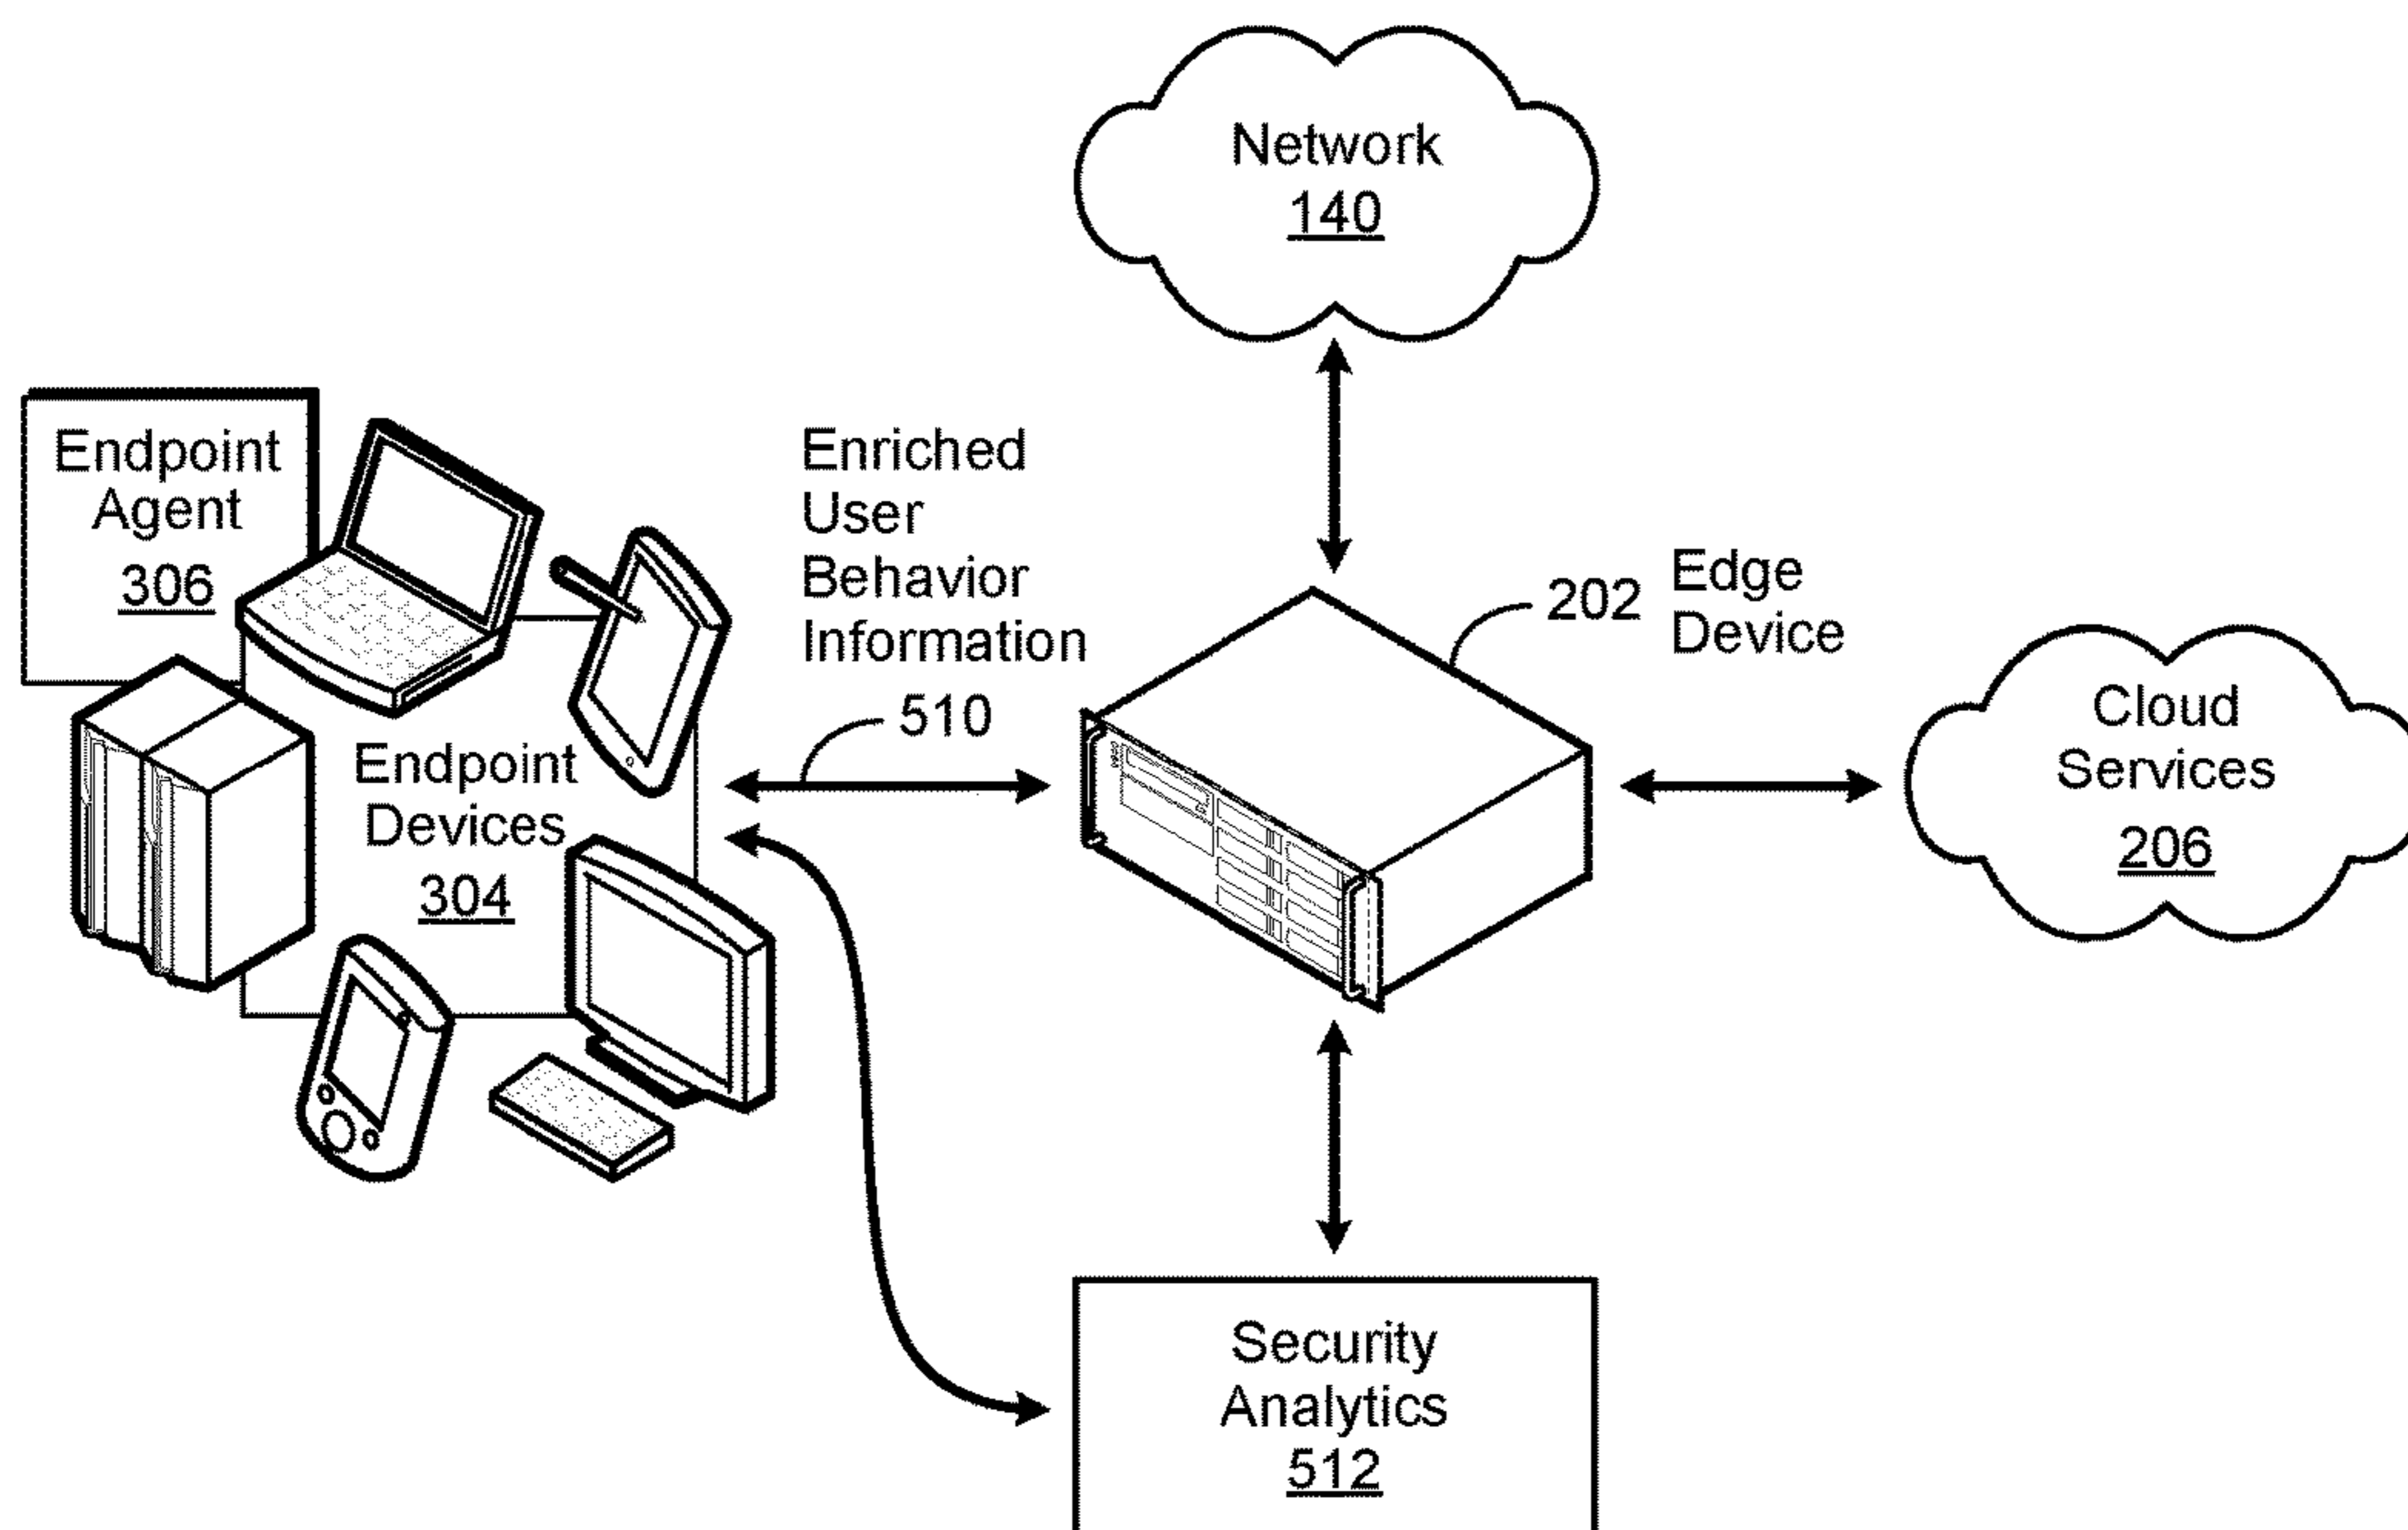 Network
140
Endpoint
Agent
306
Enriched
User
Behavior
Information
510
202
Edge
Device
Endpoint
Devices
304
Cloud
Services
206
Security
Analytics
512